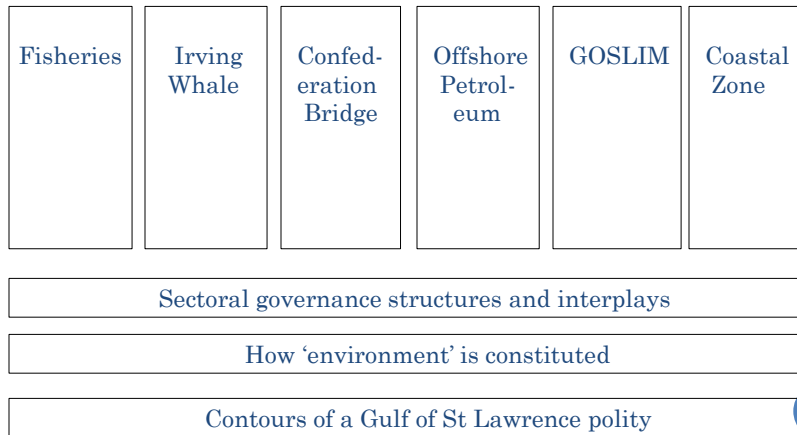 Fisheries
Irving
Whale
Confed-
eration
Bridge
Offshore
Petrol-
eum
GOSLIM
Coastal
Zone
Sectoral governance structures and interplays
How ‘environment’ is constituted
Contours of a Gulf of St Lawrence polity